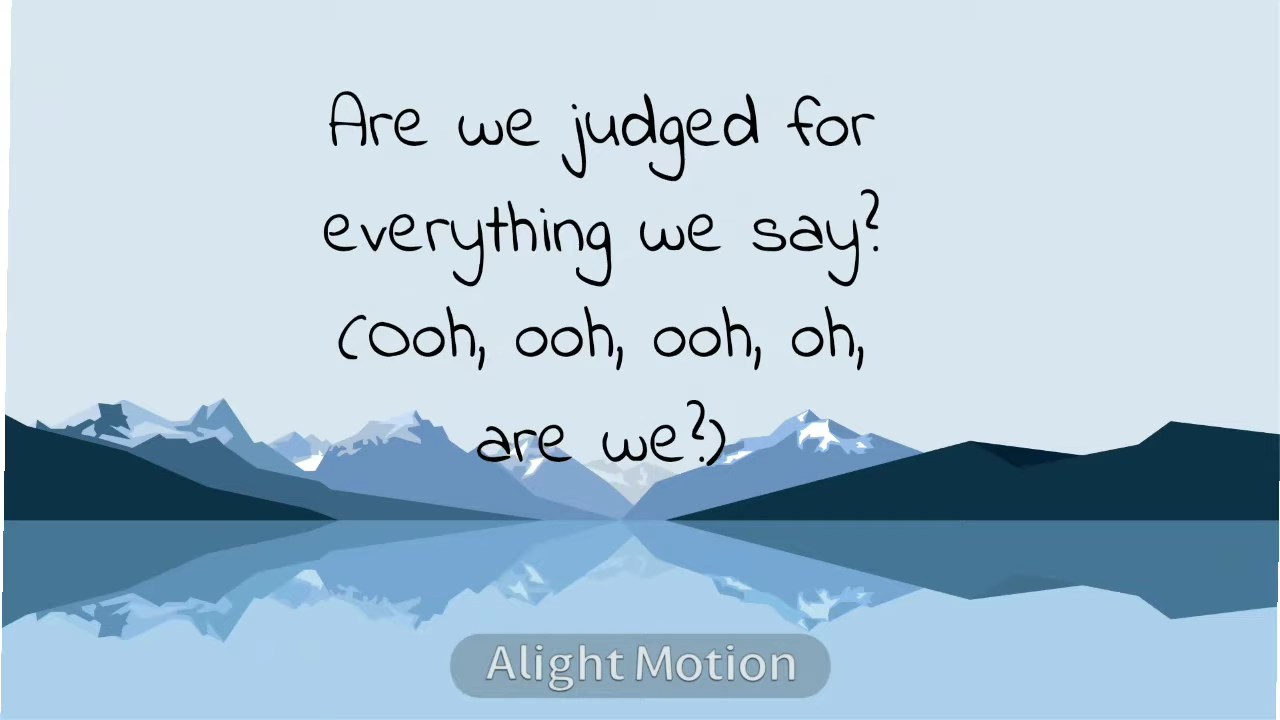 Are we judged for
everything we say?
(Ooh, ooh, ooh, oh,
are we?)
Alight Motion